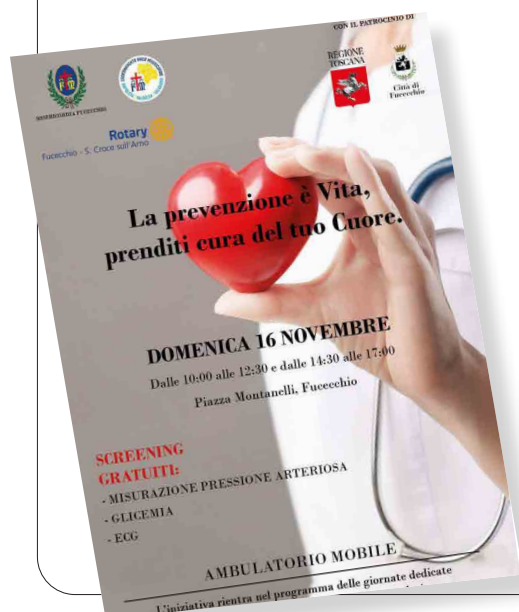 CON IL PATROCINIO DI
MISERICORDIA FUCECCHIO
REGIONE
TOSCANA
Città di
Fucecchio
Rotary
Fucecchio - S. Croce sull'Arno
La prevenzione è Vita,
prenditi cura del tuo Cuore.
DOMENICA 16 NOVEMBRE
Dalle 10:00 alle 12:30 e dalle 14:30 alle 17:00
Piazza Montanelli, Fucecchio
SCREENING
GRATUITI:
- MISURAZIONE PRESSIONE ARTERIOSA
- GLICEMIA
- ECG
AMBULATORIO MOBILE
L'iniziativa rientra nel programma delle giornate dedicate